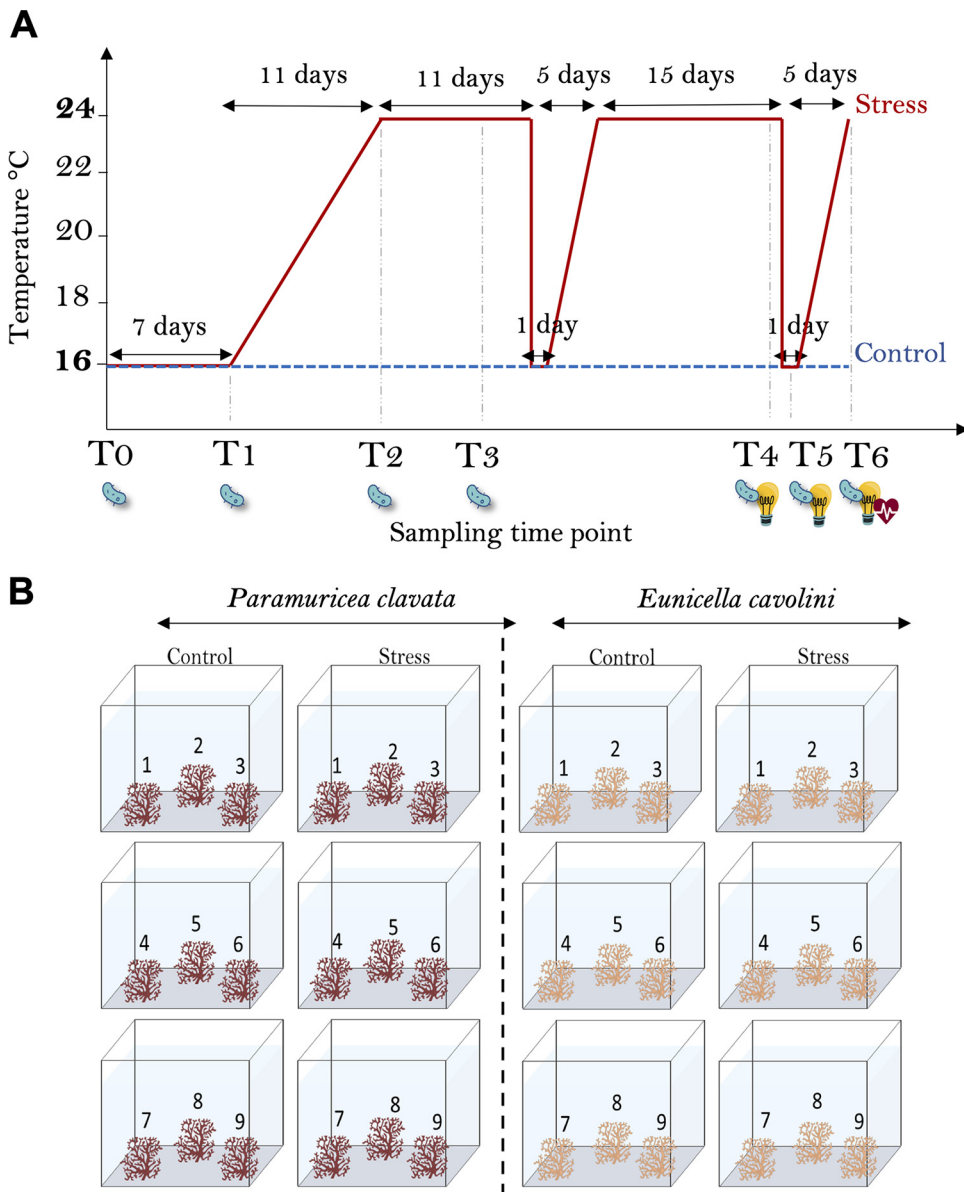 A
11 days
11 days
5 days
15 days
5 days
24
Stress
22
20
18
7 days
1 day
1 day
16
Control
Temperature °C
T0
T1
T2
T3
T4
T5
T6
Sampling time point
B
Paramuricea clavata
Eunicella cavolini
Control
Stress
Control
Stress
1 2 3
1 2 3
1 2 3
1 2 3
4 5 6
4 5 6
4 5 6
4 5 6
7 8 9
7 8 9
7 8 9
7 8 9